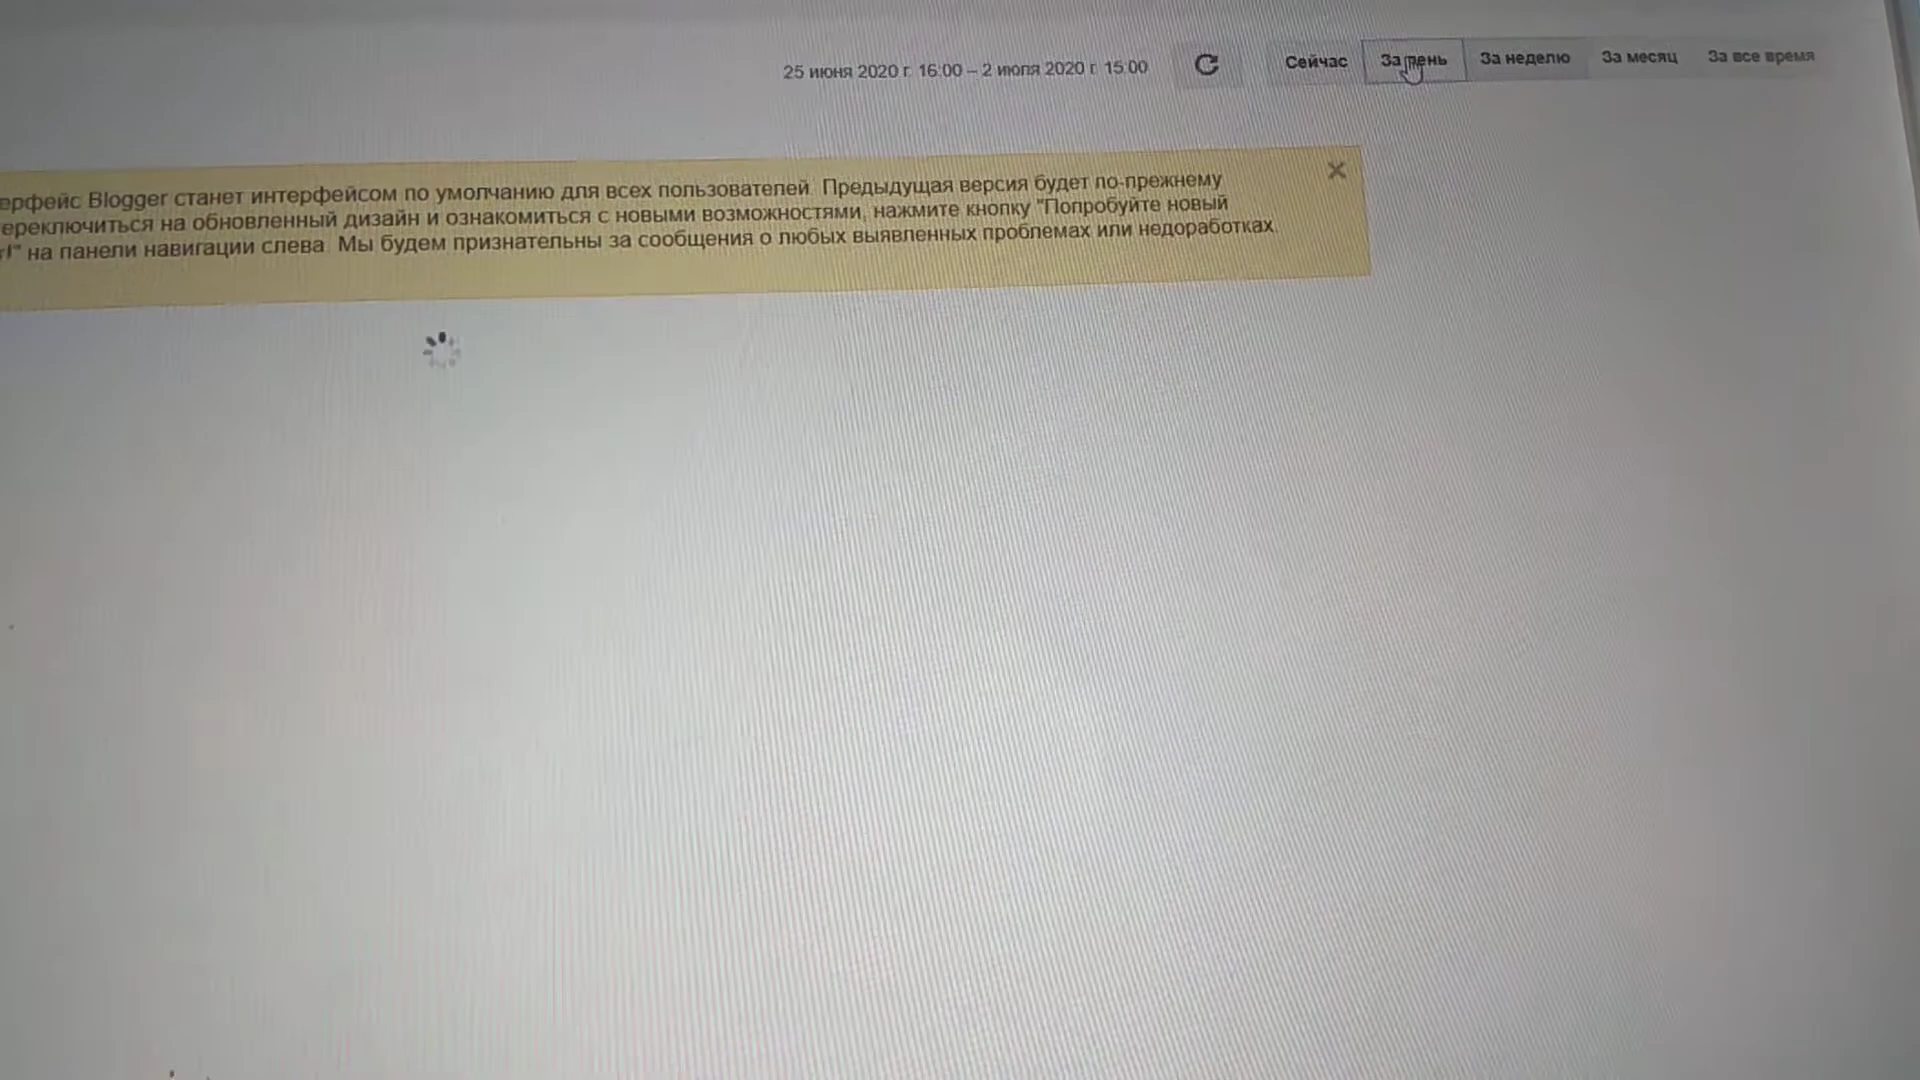 25 июня 2020 г. 16:00 – 2 июля 2020 г. 15:00
Сейчас
За день
За неделю
За месяц
За все время
ерфейс Blogger станет интерфейсом по умолчанию для всех пользователей. Предыдущая версия будет по-прежнему
ереключиться на обновленный дизайн и ознакомиться с новыми возможностями, нажмите кнопку "Попробуйте новый
r!" на панели навигации слева. Мы будем признательны за сообщения о любых выявленных проблемах или недоработках.